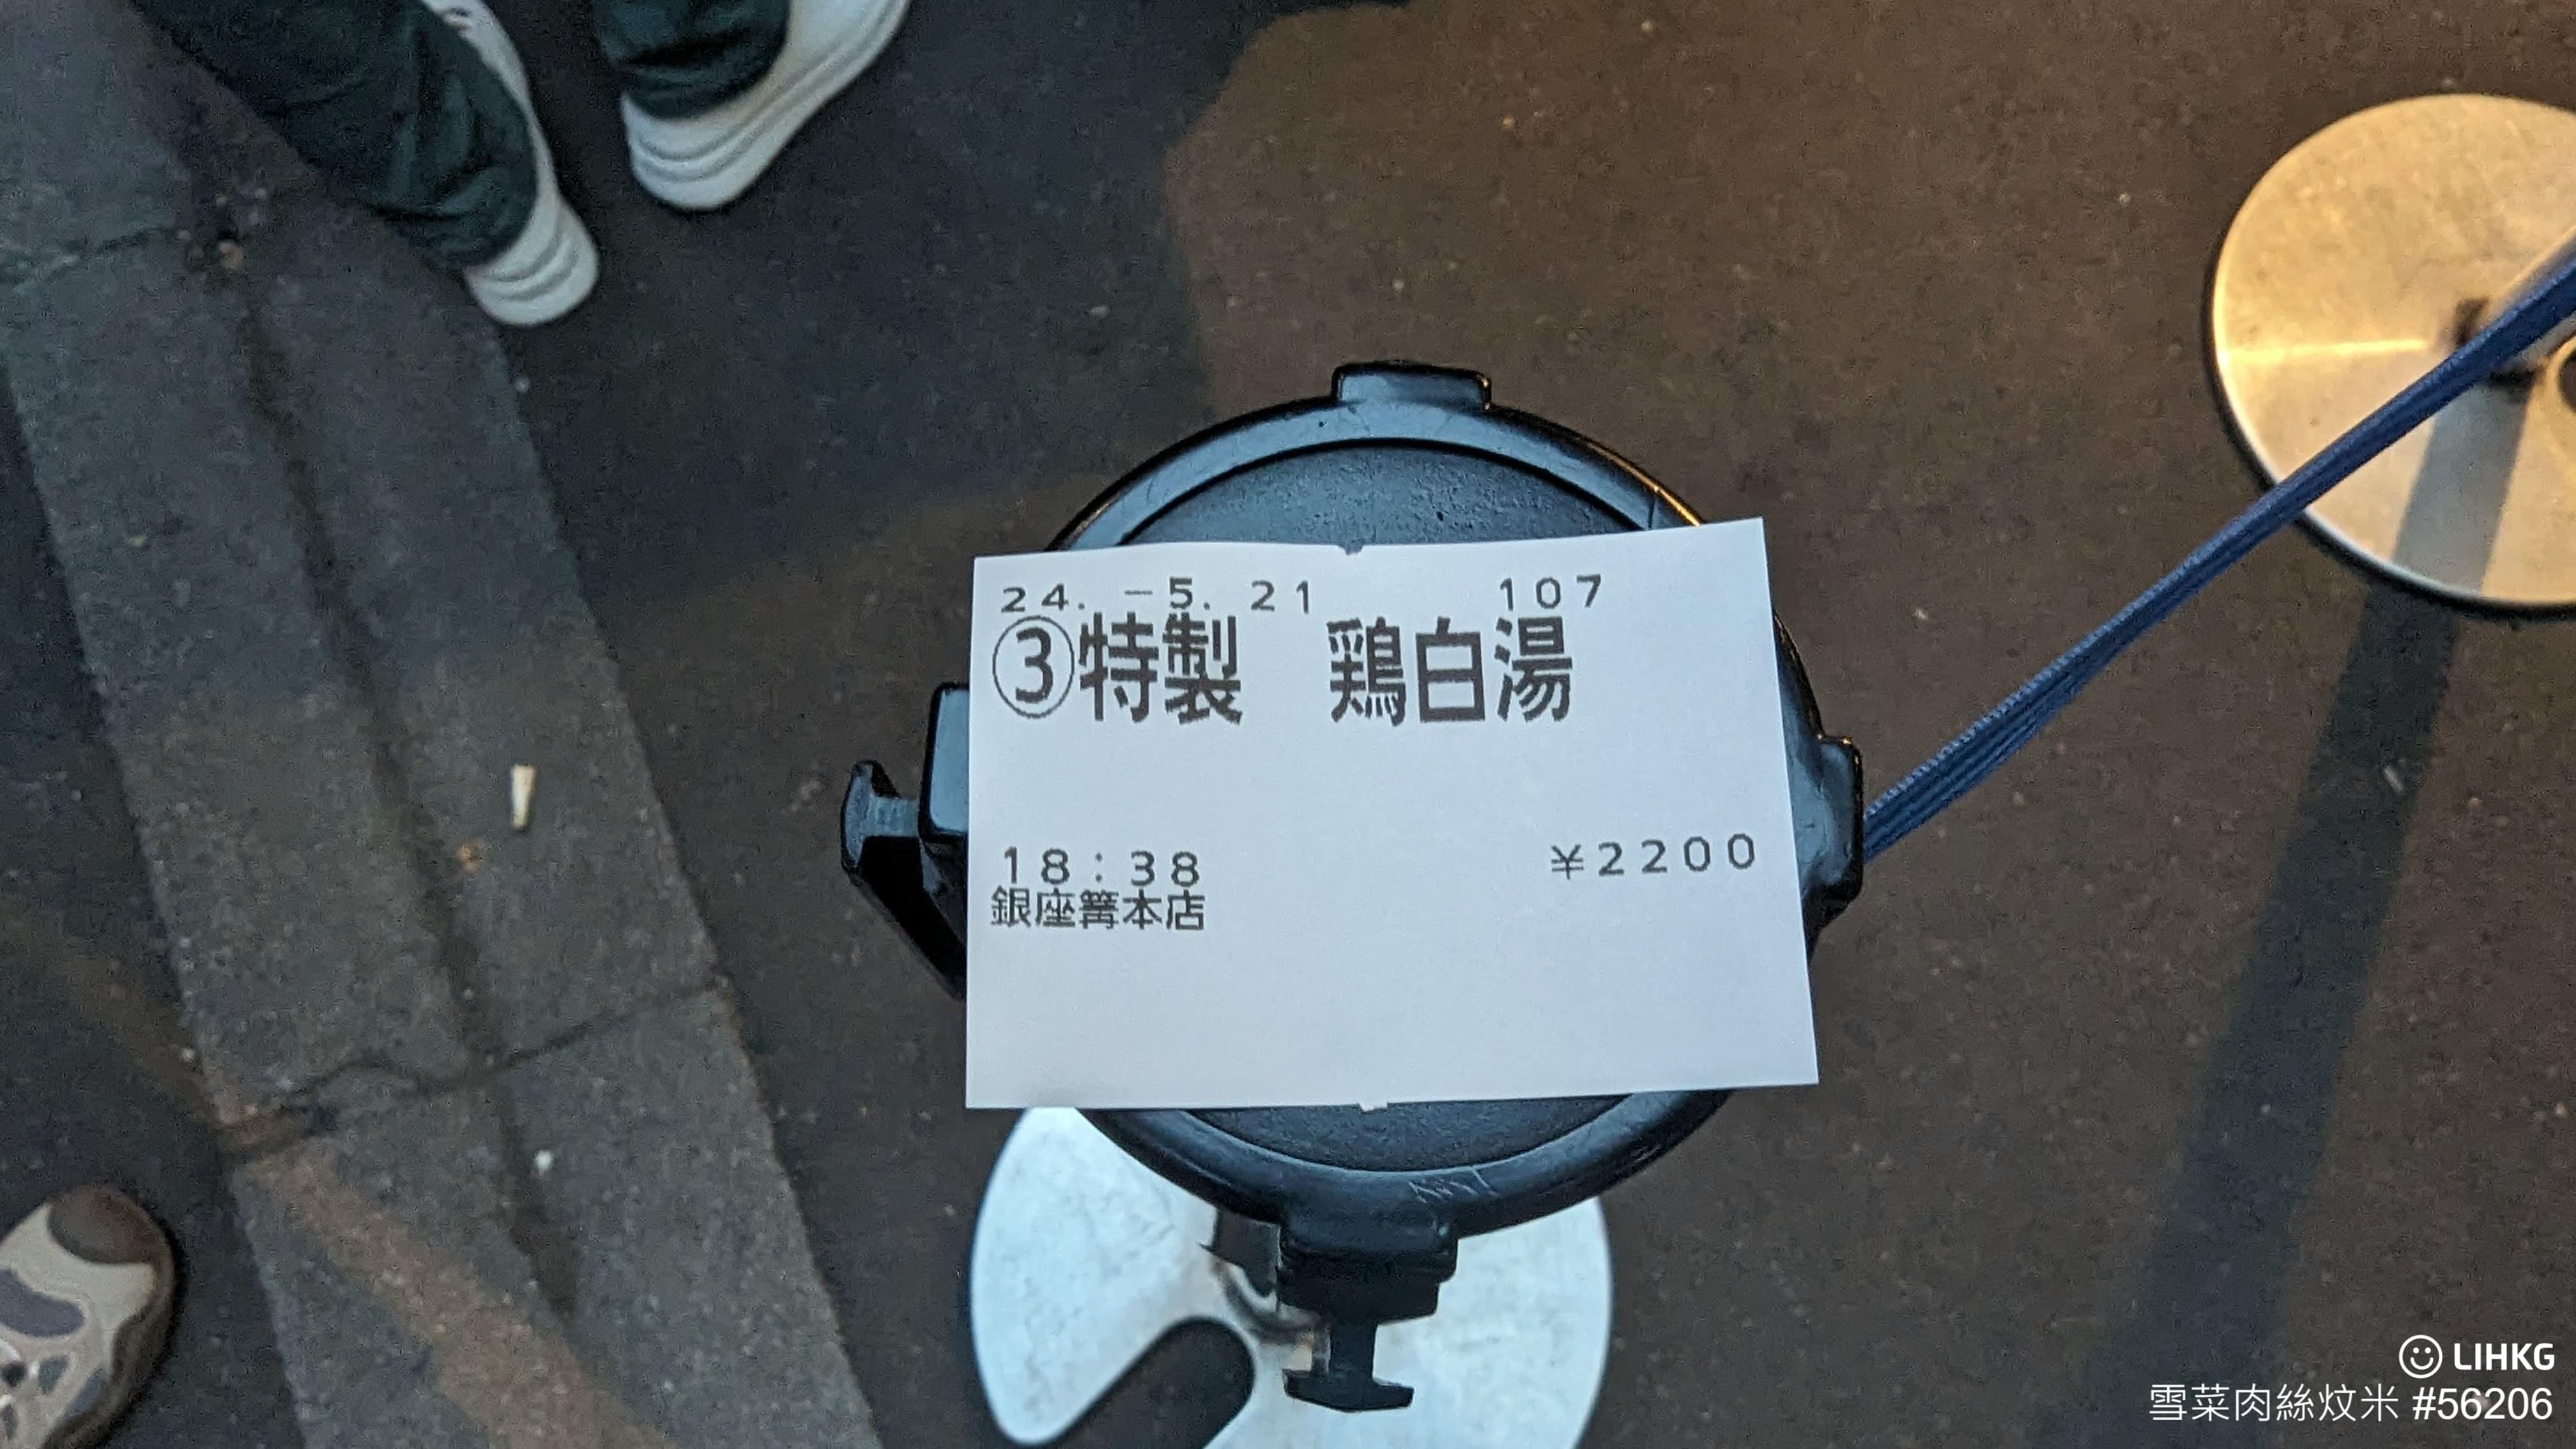 24. -5. 21 107
③特製 鶏白湯
18:38 ¥2200
銀座篝本店
LIHKG
雪菜肉絲炆米 #56206